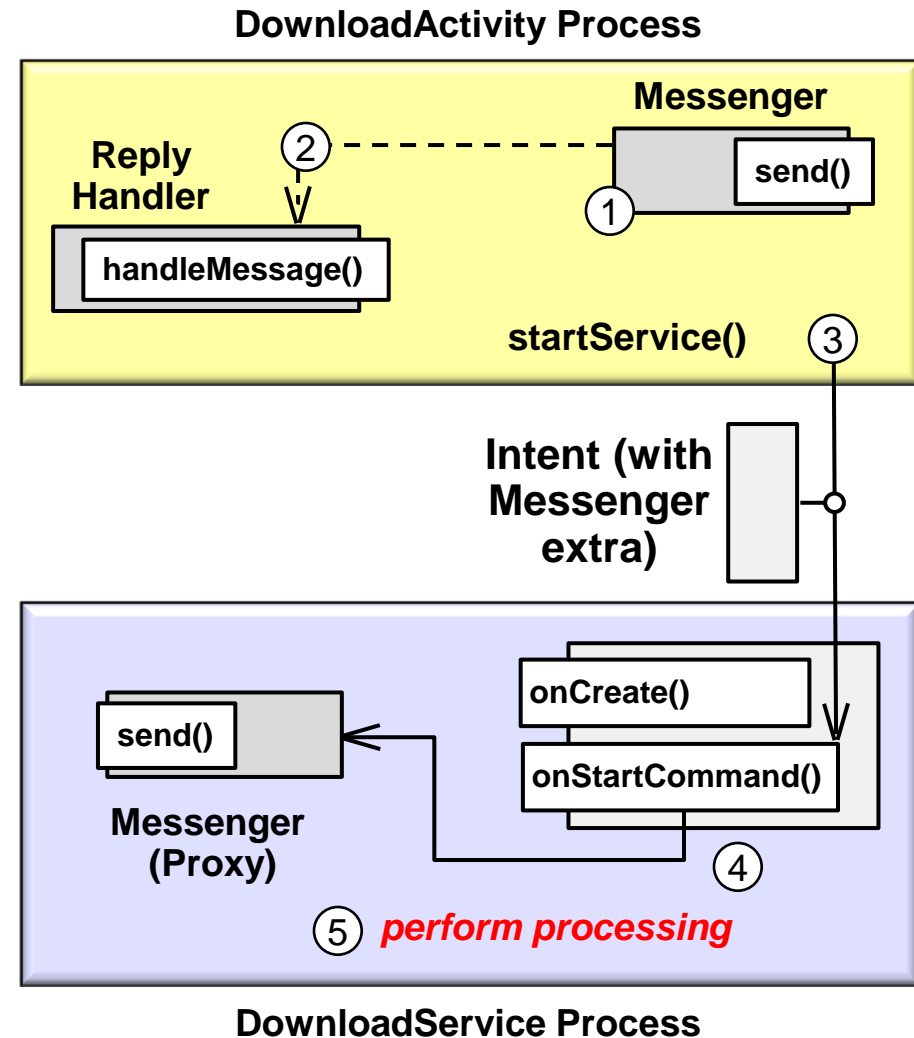 DownloadActivity Process
Messenger
send()
1
2
Reply
Handler
handleMessage()
startService()
3
Intent (with
Messenger
extra)
onCreate()
onStartCommand()
send()
Messenger
(Proxy)
4
5 perform processing
DownloadService Process